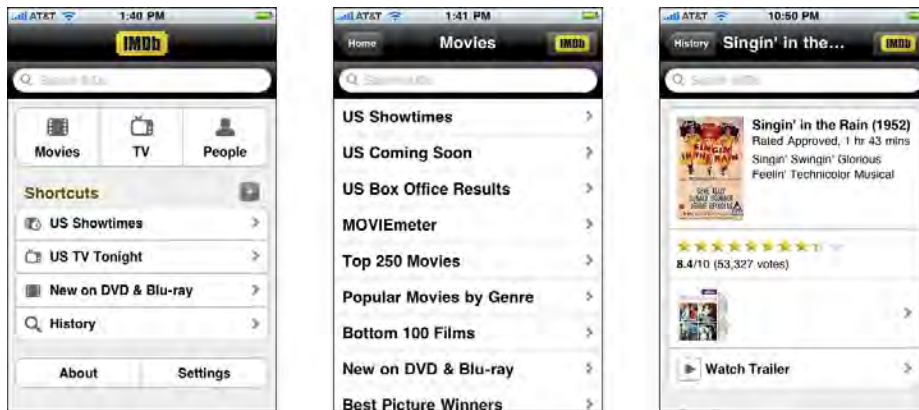 AT&T 1:40 PM
IMDb
Movies TV People
Shortcuts
US Showtimes
US TV Tonight
New on DVD & Blu-ray
History
About Settings
AT&T 1:41 PM
Home Movies IMDb
US Showtimes
US Coming Soon
US Box Office Results
MOVIEmeter
Top 250 Movies
Popular Movies by Genre
Bottom 100 Films
New on DVD & Blu-ray
Best Picture Winners
AT&T 10:50 PM
History Singin' in the... IMDb
SINGIN'
IN THE RAIN
Singin' in the Rain (1952)
Rated Approved, 1 hr 43 mins
Singin' Swingin' Glorious
Feelin' Technicolor Musical
8.4/10 (53,327 votes)
Watch Trailer